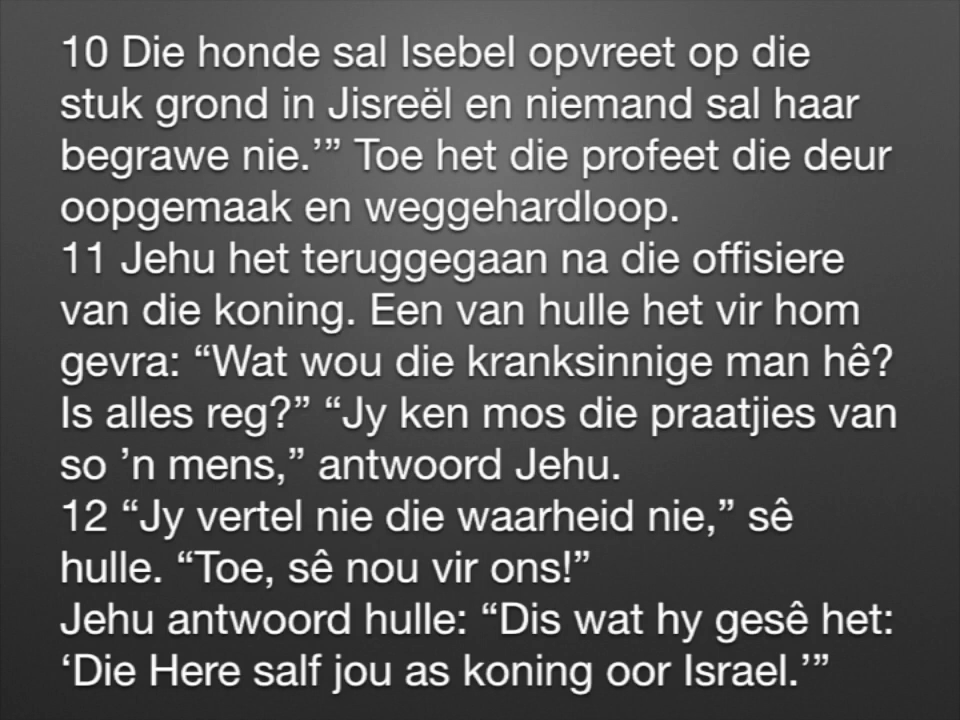 10 Die honde sal Isebel opvreet op die
stuk grond in Jisreël en niemand sal haar
begrawe nie.’” Toe het die profeet die deur
oopgemaak en weggehardloop.
11 Jehu het teruggegaan na die offisiere
van die koning. Een van hulle het vir hom
gevra: “Wat wou die kranksinnige man hê?
Is alles reg?” “Jy ken mos die praatjies van
so ’n mens,” antwoord Jehu.
12 “Jy vertel nie die waarheid nie,” sê
hulle. “Toe, sê nou vir ons!”
Jehu antwoord hulle: “Dis wat hy gesê het:
‘Die Here salf jou as koning oor Israel.’”